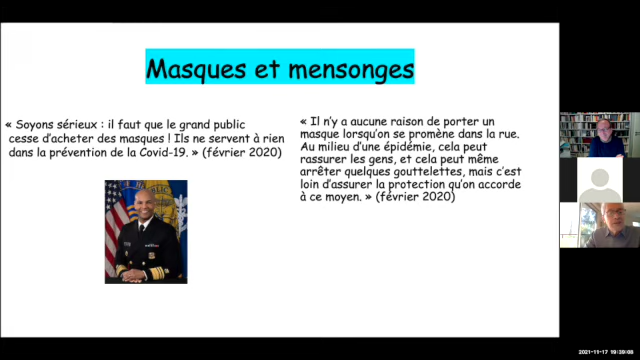 Masques et mensonges
« Soyons sérieux : il faut que le grand public
cesse d'acheter des masques ! Ils ne servent à rien
dans la prévention de la Covid-19. » (février 2020)
« Il n'y a aucune raison de porter un
masque lorsqu'on se promène dans la rue.
Au milieu d'une épidémie, cela peut
rassurer les gens, et cela peut même
arrêter quelques gouttelettes, mais c'est
loin d'assurer la protection qu'on accorde
à ce moyen. » (février 2020)
2021-11-17 19:39:06